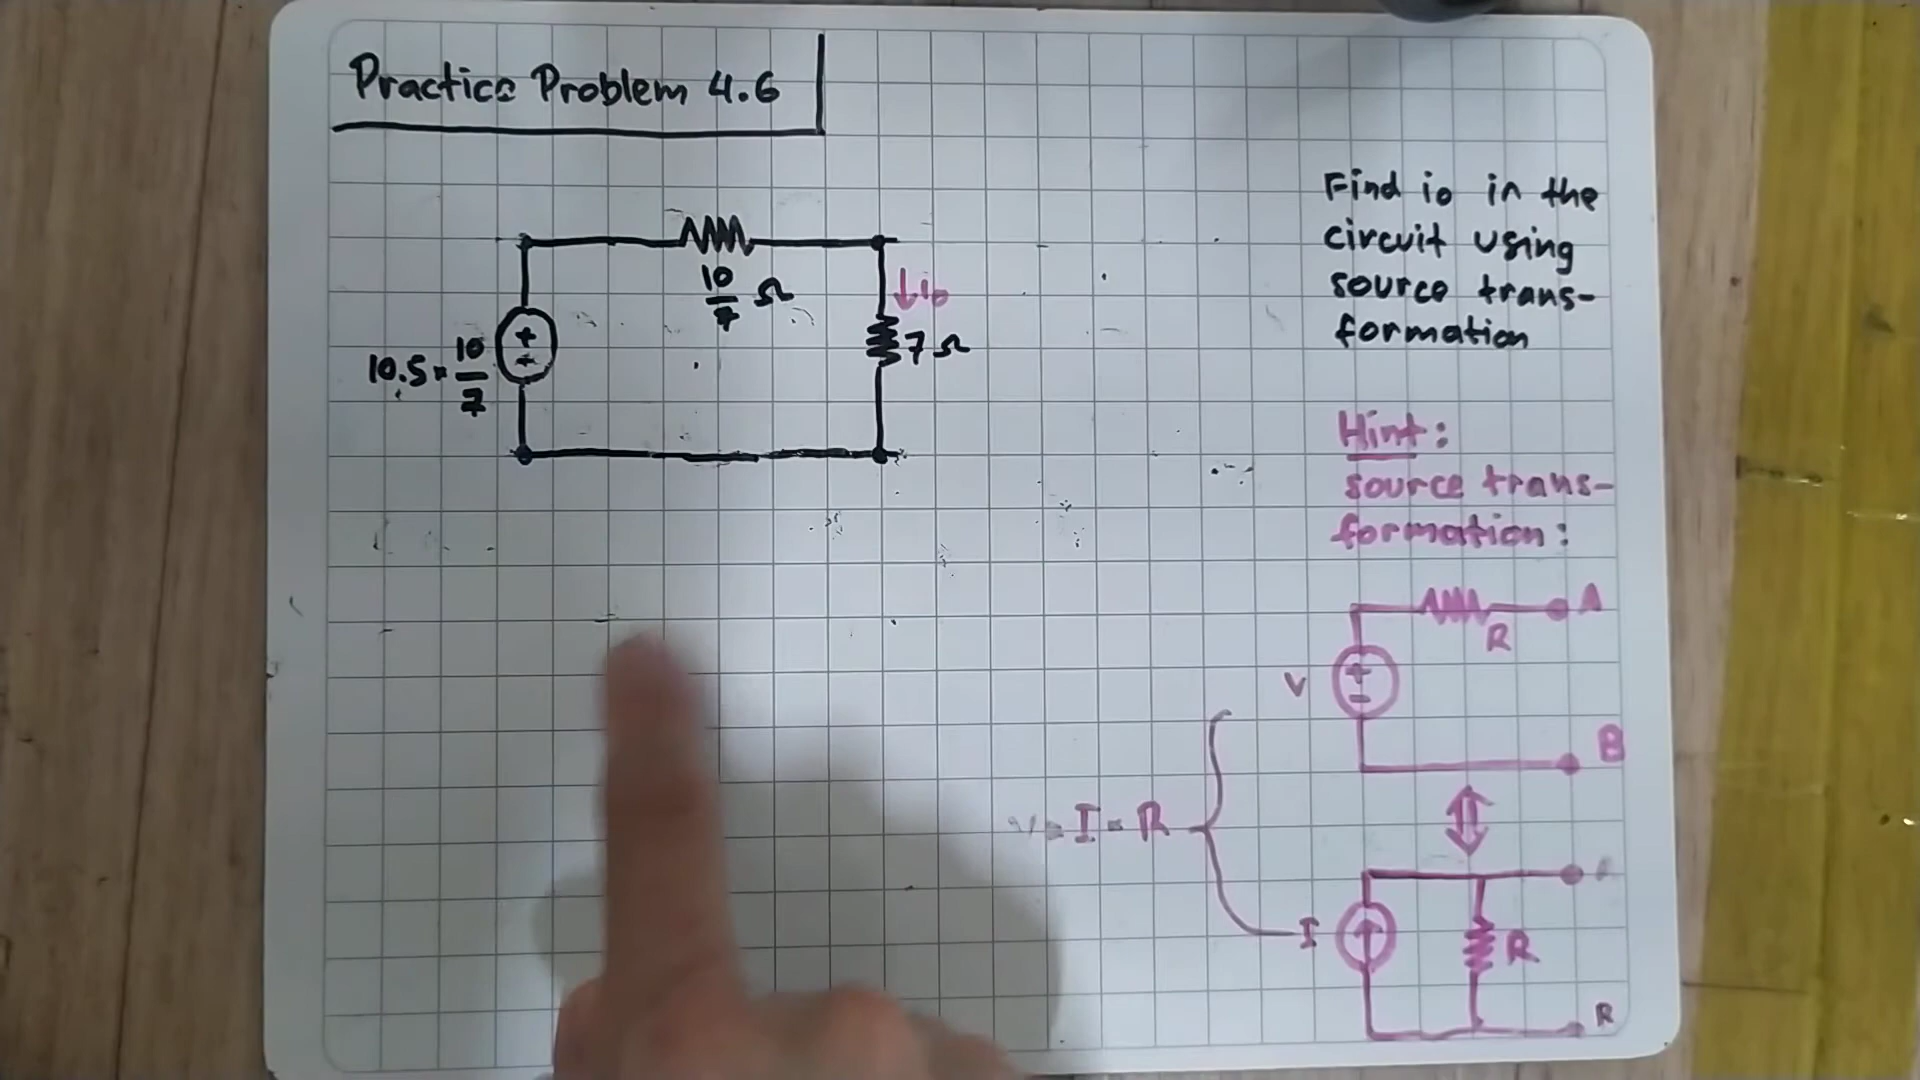 Practice Problem 4.6
Find io in the
circuit using
source trans-
formation
10/7 Ω
↓io
10.5 * 10/7
+
7 Ω
Hint:
source trans-
formation:
A
R
V
+
-
B
I = R
I
R